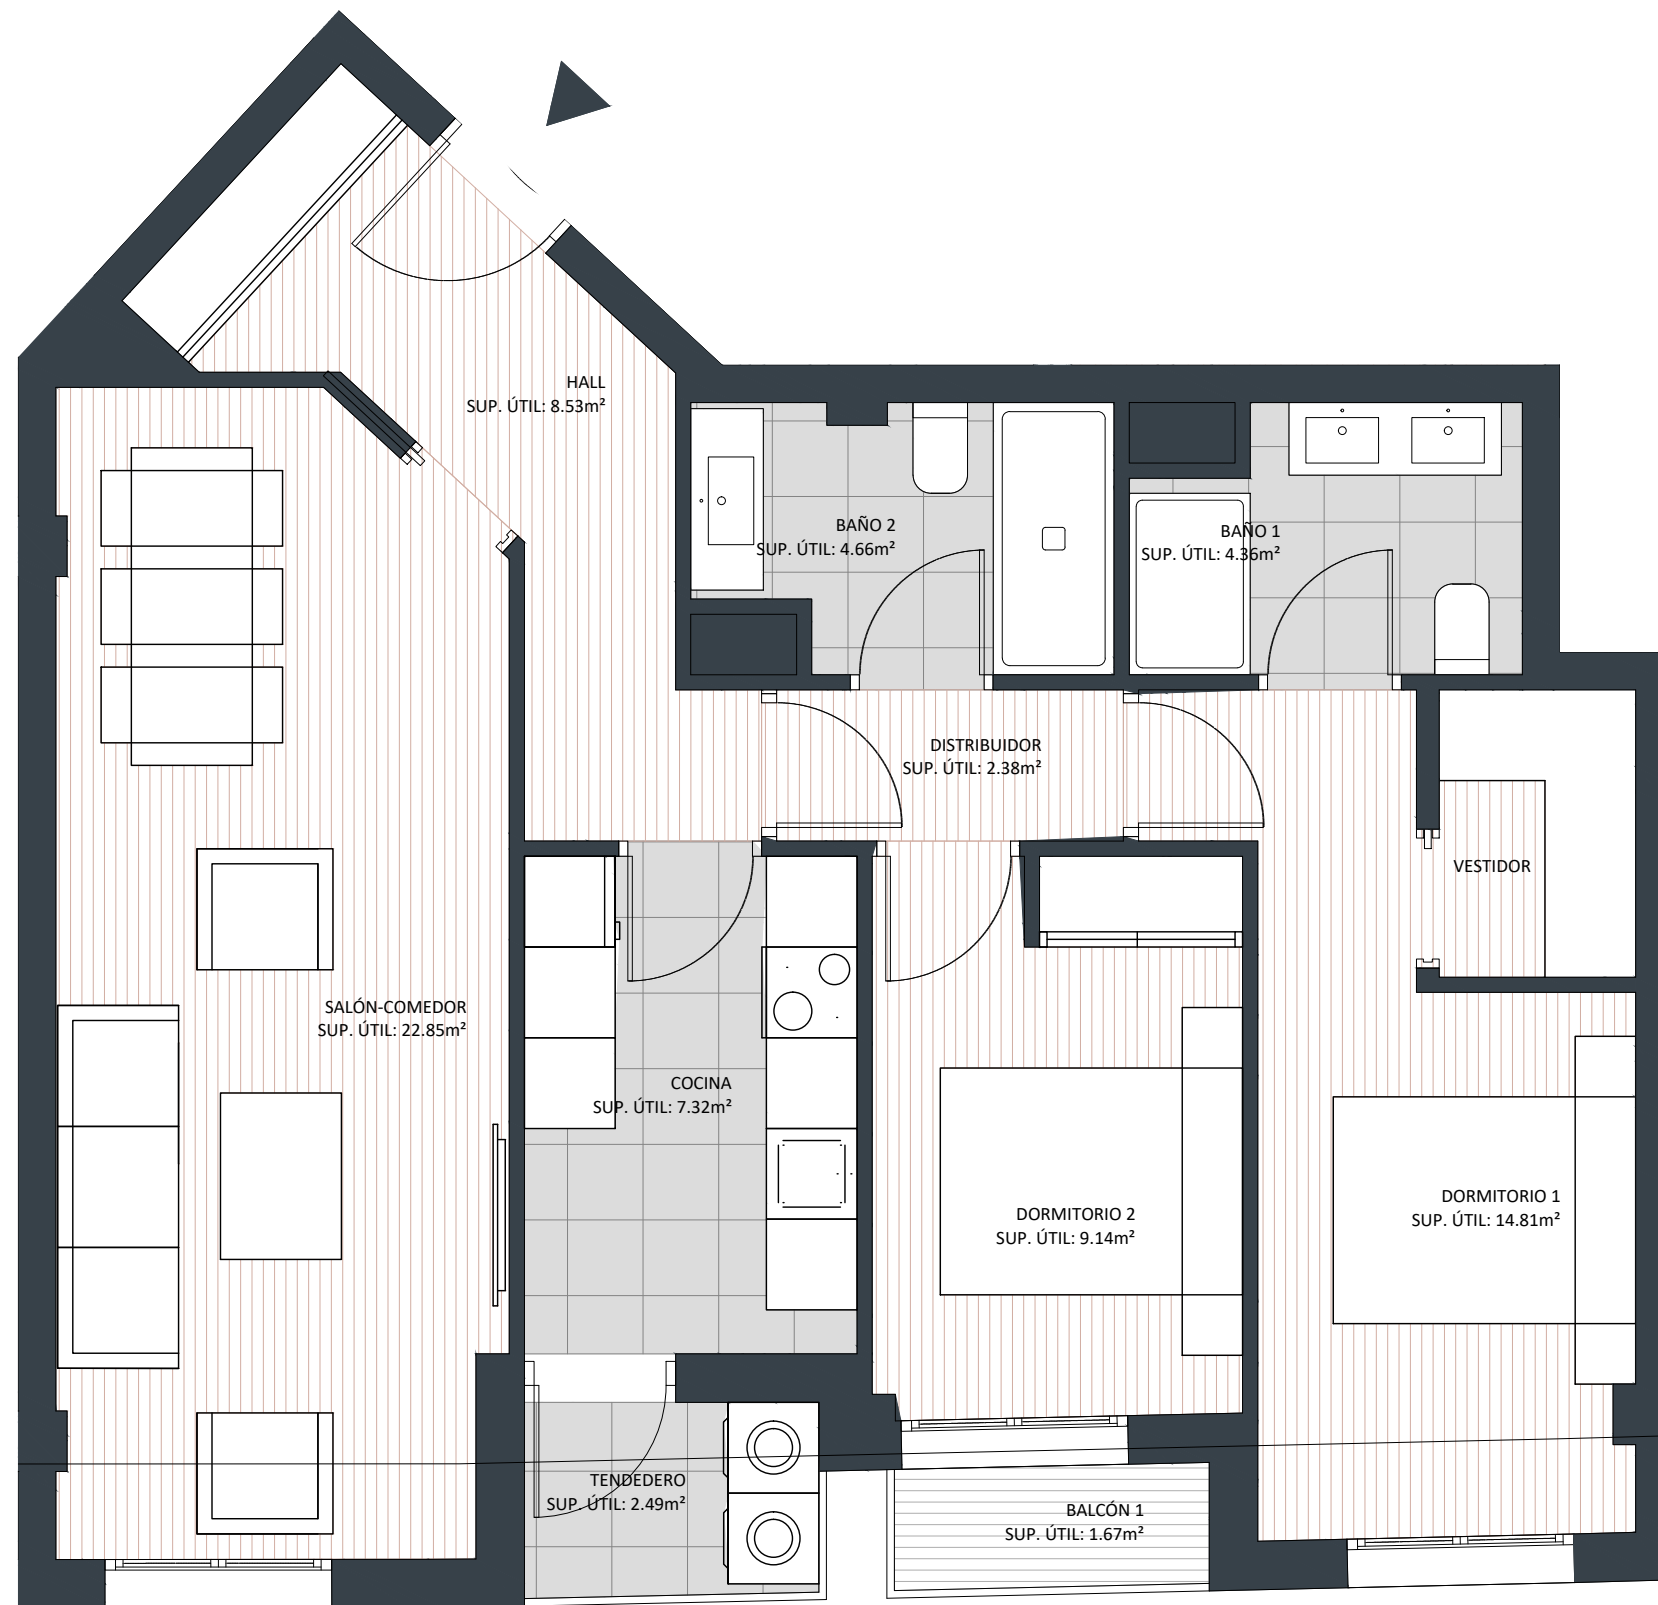 HALL
SUP. ÚTIL: 8.53m²
BAÑO 2
SUP. ÚTIL: 4.66m²
BAÑO 1
SUP. ÚTIL: 4.36m²
DISTRIBUIDOR
SUP. ÚTIL: 2.38m²
VESTIDOR
SALÓN-COMEDOR
SUP. ÚTIL: 22.85m²
COCINA
SUP. ÚTIL: 7.32m²
DORMITORIO 2
SUP. ÚTIL: 9.14m²
DORMITORIO 1
SUP. ÚTIL: 14.81m²
TENDEDERO
SUP. ÚTIL: 2.49m²
BALCÓN 1
SUP. ÚTIL: 1.67m²